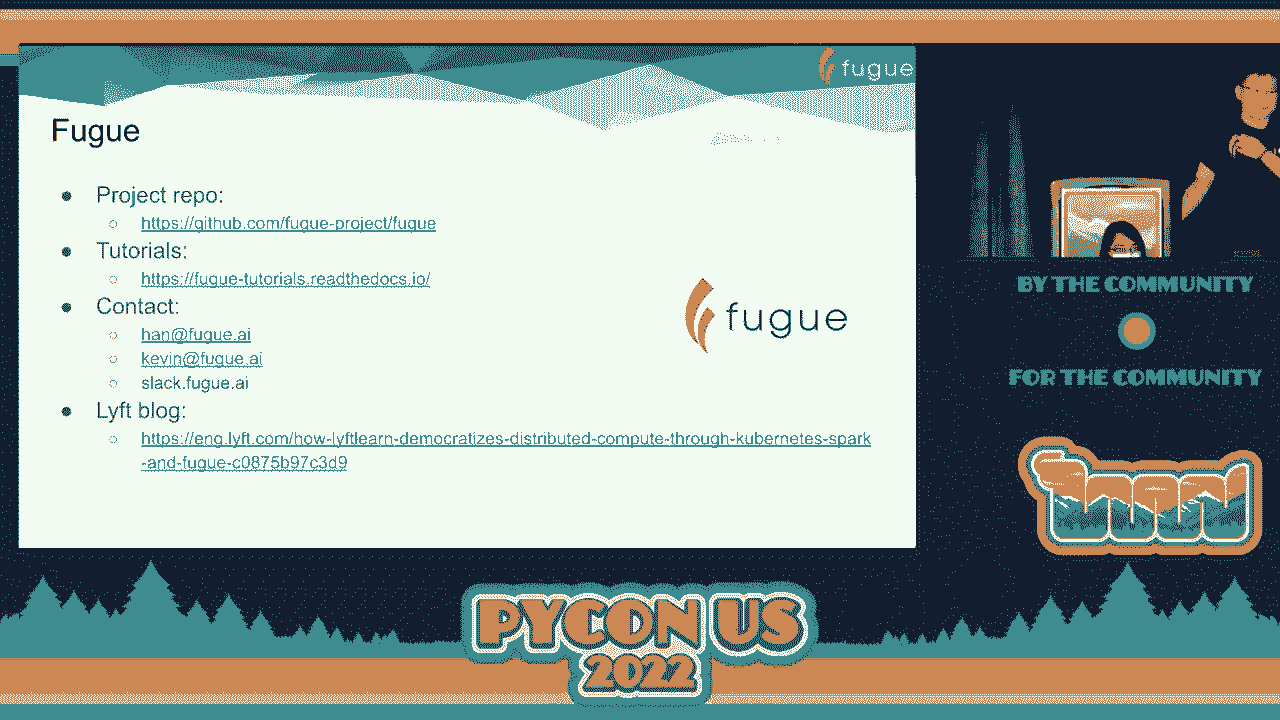 fugue
Fugue
Project repo:
https://github.com/fugue-project/fugue
Tutorials:
https://fugue-tutorials.readthedocs.io/
Contact:
han@fugue.ai
kevin@fugue.ai
slack.fugue.ai
Lyft blog:
https://eng.lyft.com/how-lyftlearn-democratizes-distributed-compute-through-kubernetes-spark
-and-fugue-c0875b97c3d9
fugue
BY THE COMMUNITY
FOR THE COMMUNITY
PYCON US
2022